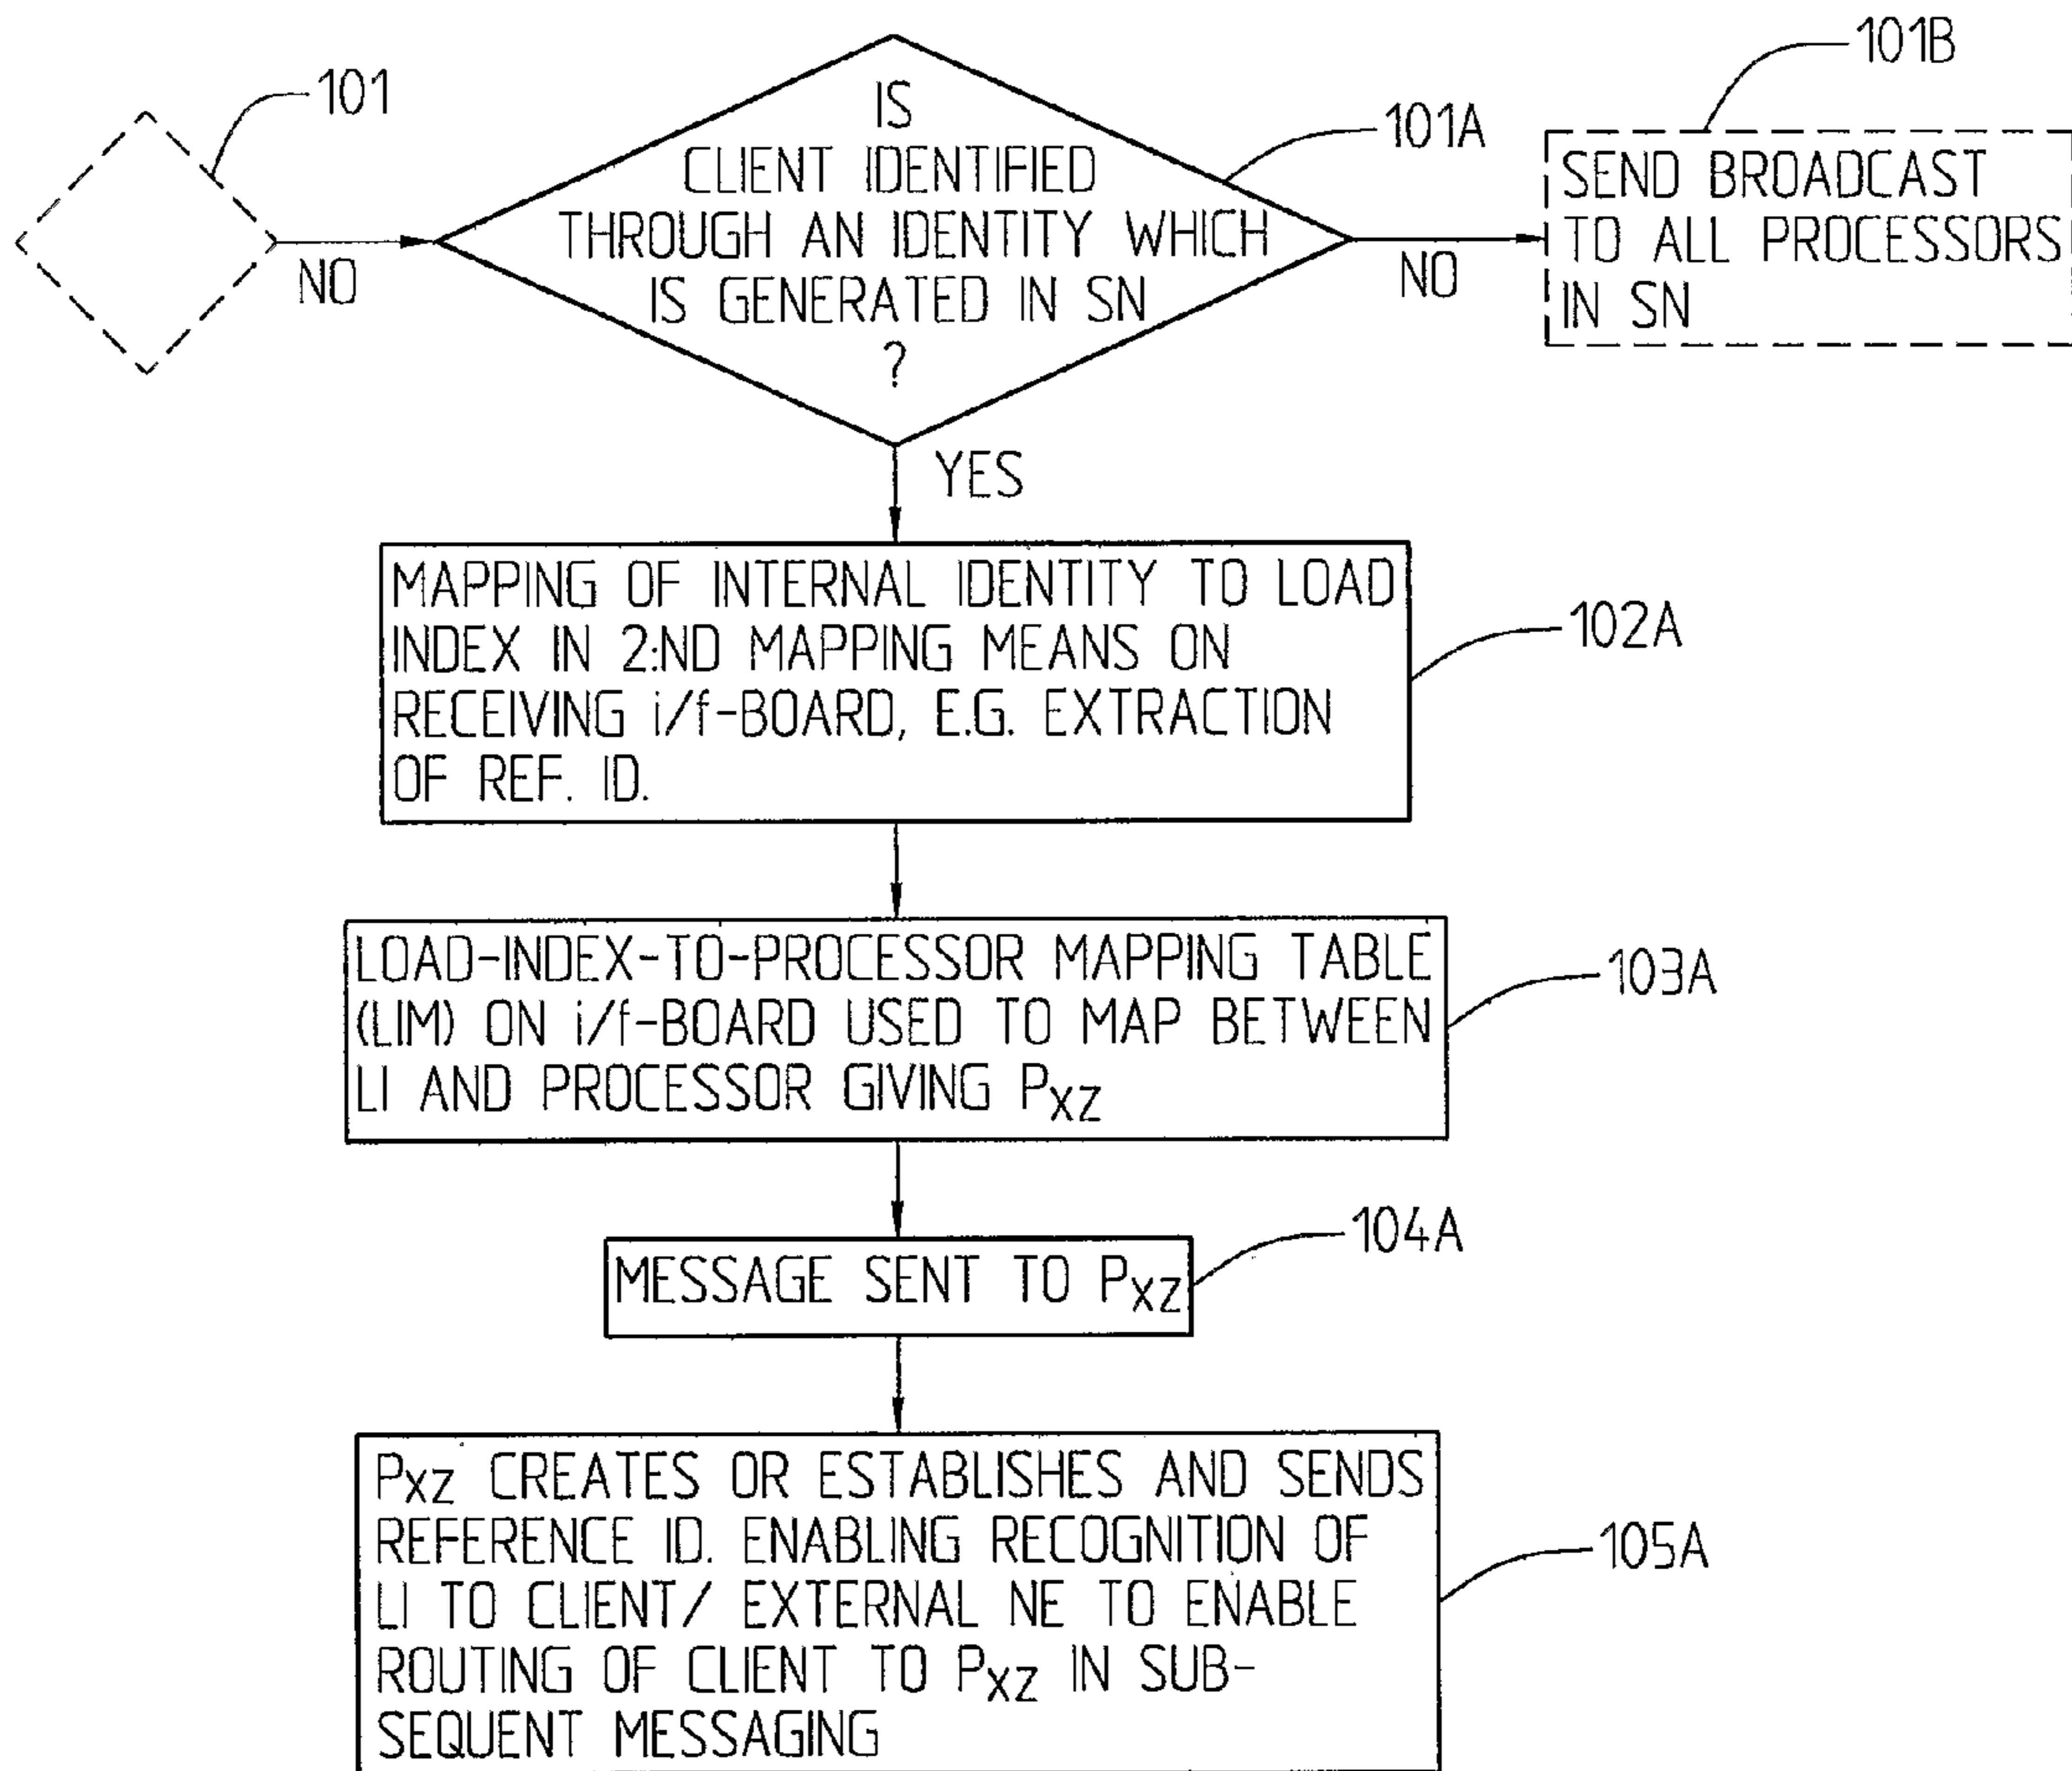 101
NO
IS
CLIENT IDENTIFIED
THROUGH AN IDENTITY WHICH
IS GENERATED IN SN
?
101A
NO
101B
SEND BROADCAST
TO ALL PROCESSORS
IN SN
YES
MAPPING OF INTERNAL IDENTITY TO LOAD
INDEX IN 2:ND MAPPING MEANS ON
RECEIVING i/f-BOARD, E.G. EXTRACTION
OF REF. ID.
102A
LOAD-INDEX-TO-PROCESSOR MAPPING TABLE
(LIM) ON i/f-BOARD USED TO MAP BETWEEN
LI AND PROCESSOR GIVING PXZ
103A
MESSAGE SENT TO PXZ
104A
PXZ CREATES OR ESTABLISHES AND SENDS
REFERENCE ID. ENABLING RECOGNITION OF
LI TO CLIENT/ EXTERNAL NE TO ENABLE
ROUTING OF CLIENT TO PXZ IN SUB-
SEQUENT MESSAGING
105A